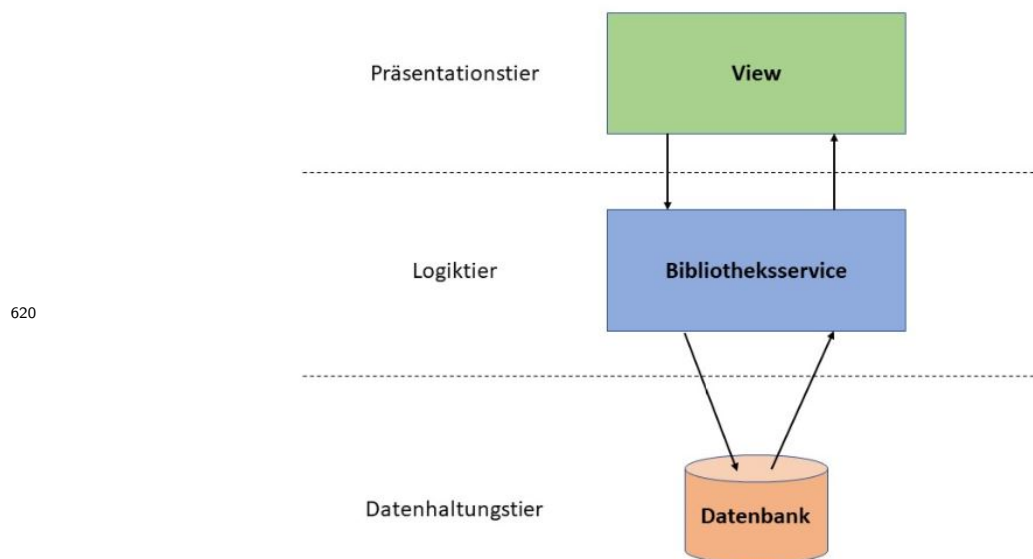 Präsentationstier
View
Logiktier
Bibliotheksservice
620
Datenhaltungstier
Datenbank